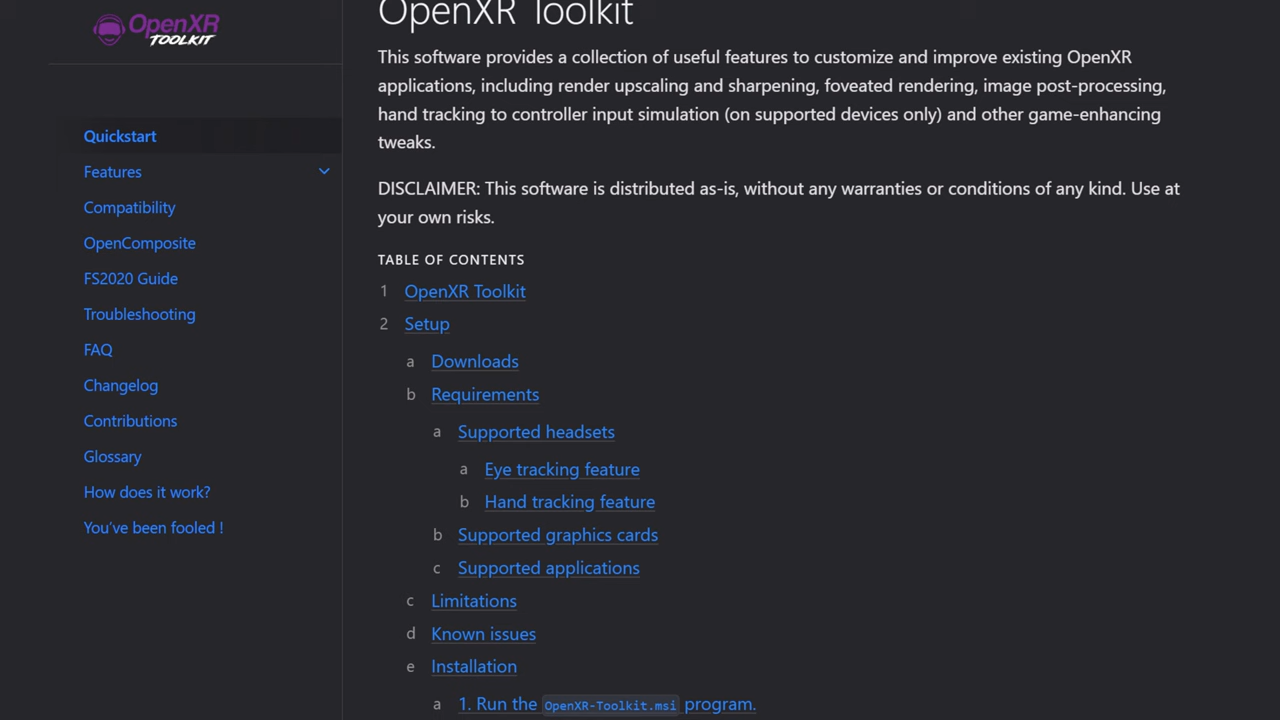 OpenXR
TOOLKIT
Quickstart
Features
Compatibility
OpenComposite
FS2020 Guide
Troubleshooting
FAQ
Changelog
Contributions
Glossary
How does it work?
You've been fooled !
OpenXR Toolkit
This software provides a collection of useful features to customize and improve existing OpenXR
applications, including render upscaling and sharpening, foveated rendering, image post-processing,
hand tracking to controller input simulation (on supported devices only) and other game-enhancing
tweaks.
DISCLAIMER: This software is distributed as-is, without any warranties or conditions of any kind. Use at
your own risks.
TABLE OF CONTENTS
1 OpenXR Toolkit
2 Setup
a Downloads
b Requirements
a Supported headsets
a Eye tracking feature
b Hand tracking feature
b Supported graphics cards
c Supported applications
c Limitations
d Known issues
e Installation
a 1. Run the OpenXR-Toolkit.msi program.